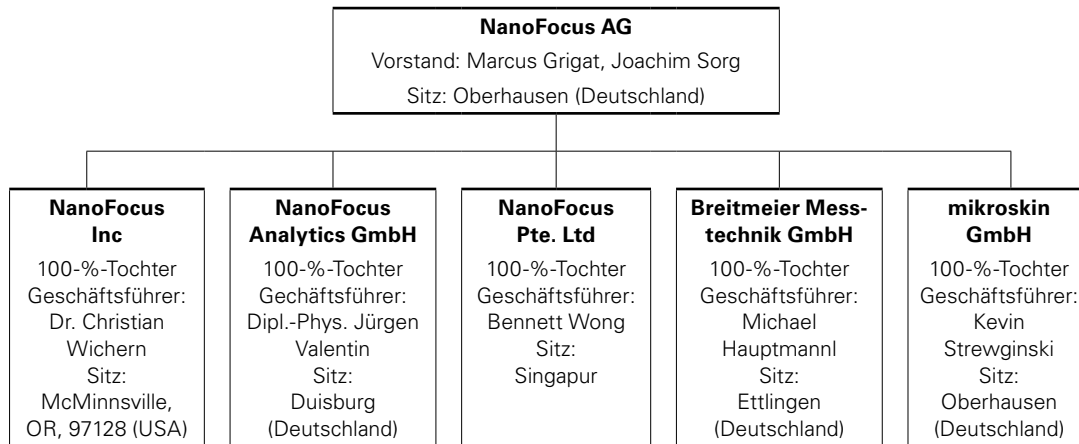 NanoFocus AG
Vorstand: Marcus Grigat, Joachim Sorg
Sitz: Oberhausen (Deutschland)
NanoFocus
Inc
100-%-Tochter
Geschäftsführer:
Dr. Christian
Wichern
Sitz:
McMinnsville,
OR, 97128 (USA)
NanoFocus
Analytics GmbH
100-%-Tochter
Gechäftsführer:
Dipl.-Phys. Jürgen
Valentin
Sitz:
Duisburg
(Deutschland)
NanoFocus
Pte. Ltd
100-%-Tochter
Geschäftsführer:
Bennett Wong
Sitz:
Singapur
Breitmeier Mess-
technik GmbH
100-%-Tochter
Geschäftsführer:
Michael
Hauptmannl
Sitz:
Ettlingen
(Deutschland)
mikroskin
GmbH
100-%-Tochter
Geschäftsführer:
Kevin
Strewginski
Sitz:
Oberhausen
(Deutschland)